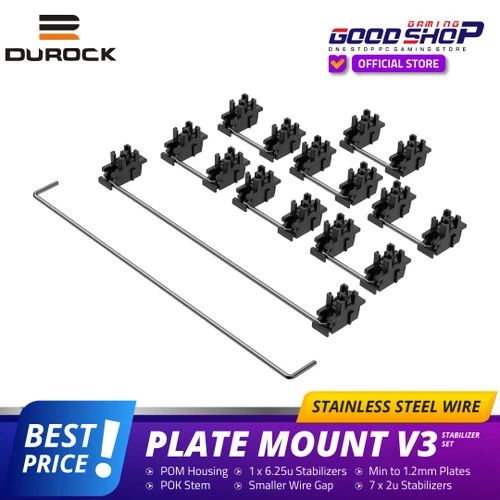 DUROCK
GAMING
GOODSHOP
ONE STOP PC GAMING STORE
OFFICIAL STORE
STAINLESS STEEL WIRE
BEST
PRICE!
PLATE MOUNT V3 STABILIZER
SET
• POM Housing • 1 x 6.25u Stabilizers • Min to 1.2mm Plates
• POK Stem • Smaller Wire Gap • 7 x 2u Stabilizers